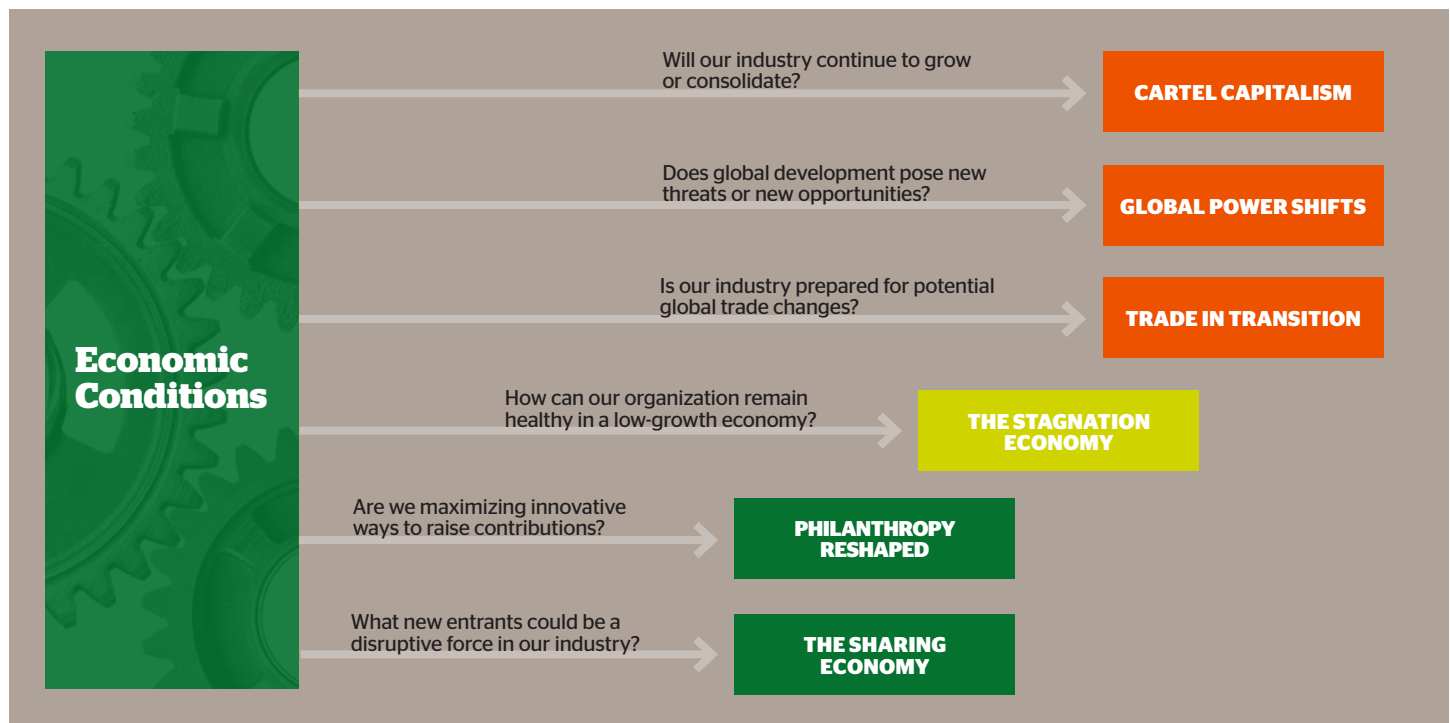 Economic
Conditions
Will our industry continue to grow
or consolidate?
CARTEL CAPITALISM
Does global development pose new
threats or new opportunities?
GLOBAL POWER SHIFTS
Is our industry prepared for potential
global trade changes?
TRADE IN TRANSITION
How can our organization remain
healthy in a low-growth economy?
THE STAGNATION
ECONOMY
Are we maximizing innovative
ways to raise contributions?
PHILANTHROPY
RESHAPED
What new entrants could be a
disruptive force in our industry?
THE SHARING
ECONOMY